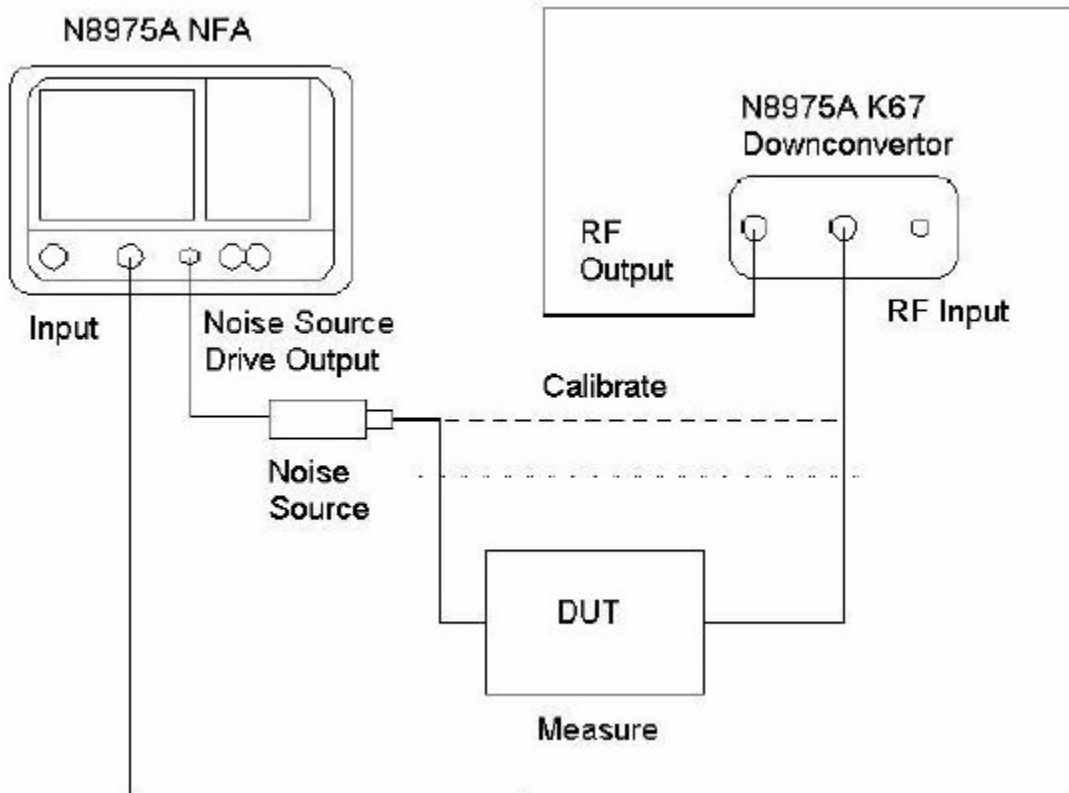 N8975A NFA
N8975A K67
Downconvertor
RF
Output
RF Input
Input
Noise Source
Drive Output
Calibrate
Noise
Source
DUT
Measure